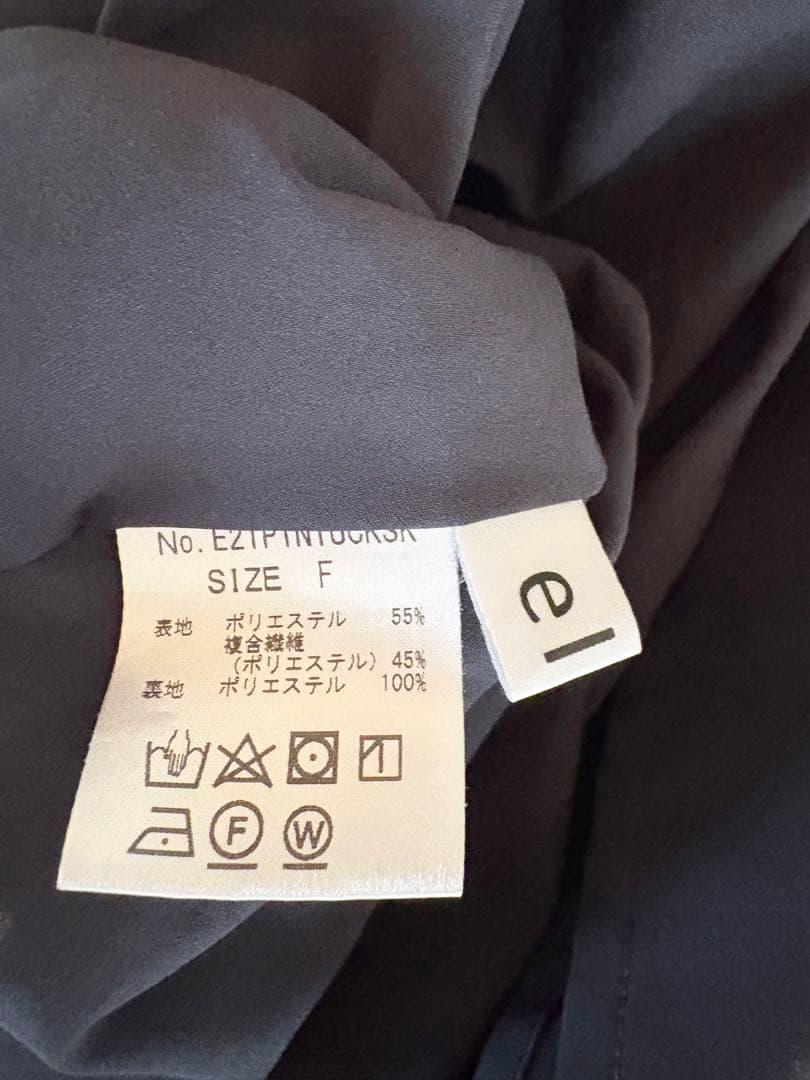 No. E21PINTUCKSK
SIZE F
表地 ポリエステル 55%
複合繊維
(ポリエステル) 45%
裏地 ポリエステル 100%
F W
el